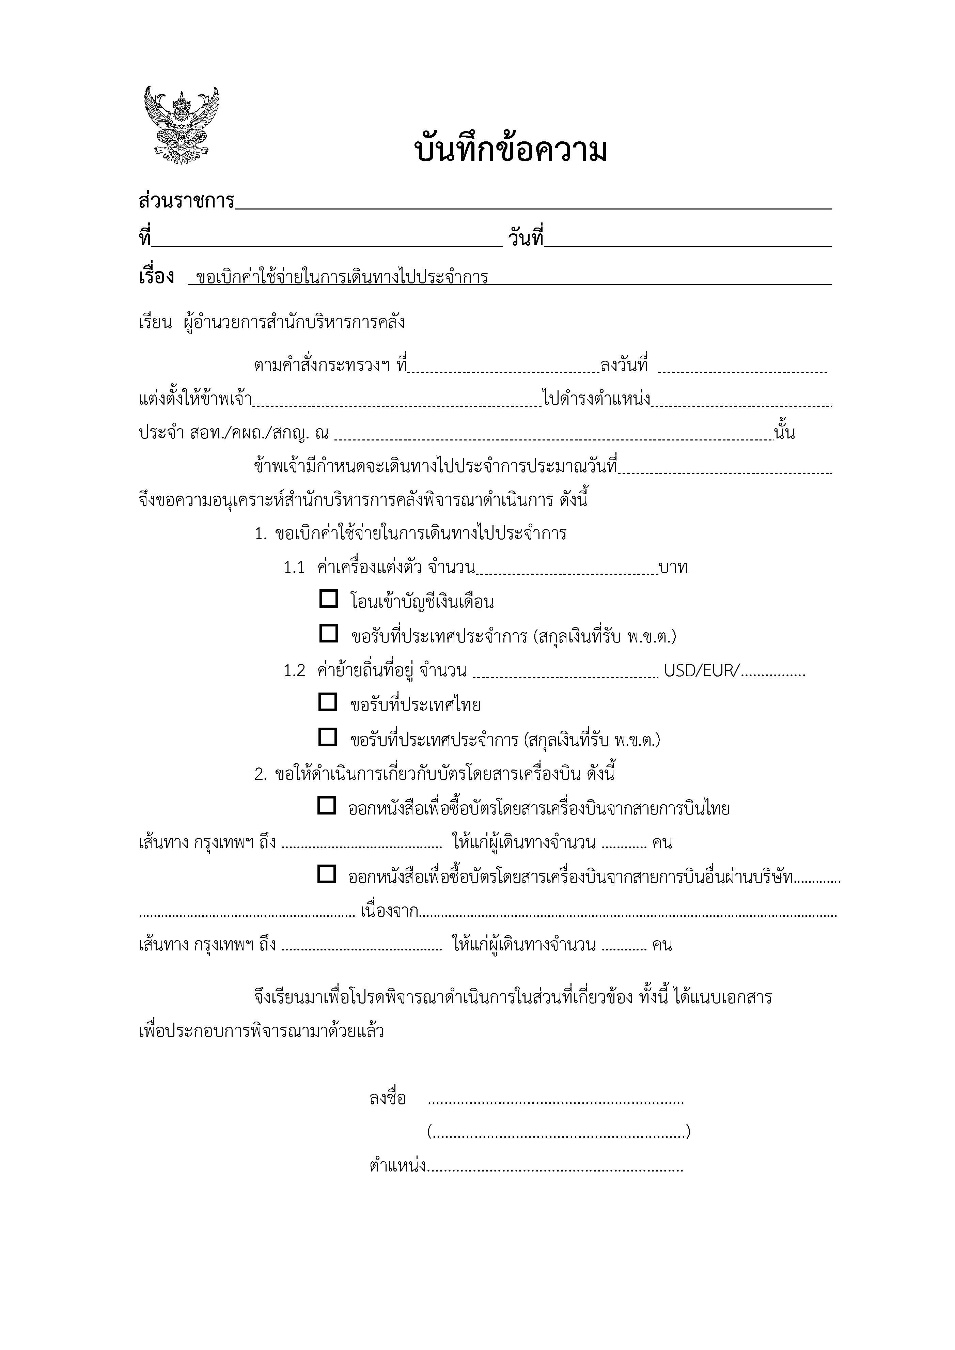 บันทึกข้อความ
ส่วนราชการ
ที่ วันที่
เรื่อง ขอเบิกค่าใช้จ่ายในการเดินทางไปประจำการ
เรียน ผู้อำนวยการสำนักบริหารการคลัง
ตามคำสั่งกระทรวงฯ ที่ ลงวันที่
แต่งตั้งให้ข้าพเจ้า ไปดำรงตำแหน่ง
ประจำ สอท./คผถ./สกญ. ณ นั้น
ข้าพเจ้ามีกำหนดจะเดินทางไปประจำการประมาณวันที่
จึงขอความอนุเคราะห์สำนักบริหารการคลังพิจารณาดำเนินการ ดังนี้
1. ขอเบิกค่าใช้จ่ายในการเดินทางไปประจำการ
1.1 ค่าเครื่องแต่งตัว จำนวน บาท
โอนเข้าบัญชีเงินเดือน
ขอรับที่ประเทศประจำการ (สกุลเงินที่รับ พ.ข.ต.)
1.2 ค่าย้ายถิ่นที่อยู่ จำนวน USD/EUR/................
ขอรับที่ประเทศไทย
ขอรับที่ประเทศประจำการ (สกุลเงินที่รับ พ.ข.ต.)
2. ขอให้ดำเนินการเกี่ยวกับบัตรโดยสารเครื่องบิน ดังนี้
ออกหนังสือเพื่อซื้อบัตรโดยสารเครื่องบินจากสายการบินไทย
เส้นทาง กรุงเทพฯ ถึง .......................................... ให้แก่ผู้เดินทางจำนวน ............ คน
ออกหนังสือเพื่อซื้อบัตรโดยสารเครื่องบินจากสายการบินอื่นผ่านบริษัท.............
........................................................... เนื่องจาก..................................................................................................................
เส้นทาง กรุงเทพฯ ถึง .......................................... ให้แก่ผู้เดินทางจำนวน ............ คน
จึงเรียนมาเพื่อโปรดพิจารณาดำเนินการในส่วนที่เกี่ยวข้อง ทั้งนี้ ได้แนบเอกสาร
เพื่อประกอบการพิจารณามาด้วยแล้ว
ลงชื่อ ..............................................................
(.............................................................)
ตำแหน่ง..............................................................